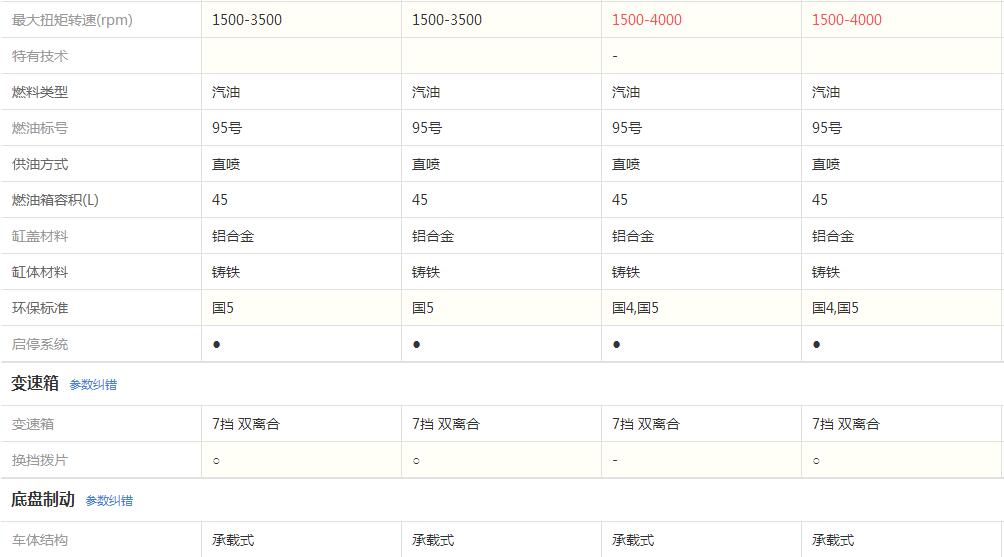 最大扭矩转速(rpm) 1500-3500 1500-3500 1500-4000 1500-4000
特有技术 -
燃料类型 汽油 汽油 汽油 汽油
燃油标号 95号 95号 95号 95号
供油方式 直喷 直喷 直喷 直喷
燃油箱容积(L) 45 45 45 45
缸盖材料 铝合金 铝合金 铝合金 铝合金
缸体材料 铸铁 铸铁 铸铁 铸铁
环保标准 国5 国5 国4,国5 国4,国5
启停系统 ● ● ● ●
变速箱 参数纠错
变速箱 7挡 双离合 7挡 双离合 7挡 双离合 7挡 双离合
换挡拨片 ○ ○ - ○
底盘制动 参数纠错
车体结构 承载式 承载式 承载式 承载式